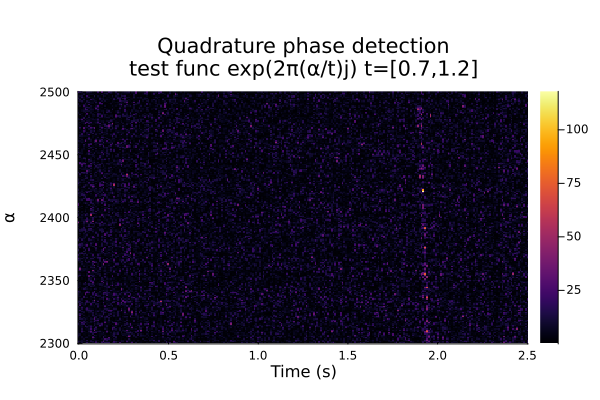 Quadrature phase detection
test func exp(2π(α/t)j) t=[0.7,1.2]
2500
2450
2400
2350
2300
α
0.0 0.5 1.0 1.5 2.0 2.5
Time (s)
100
75
50
25